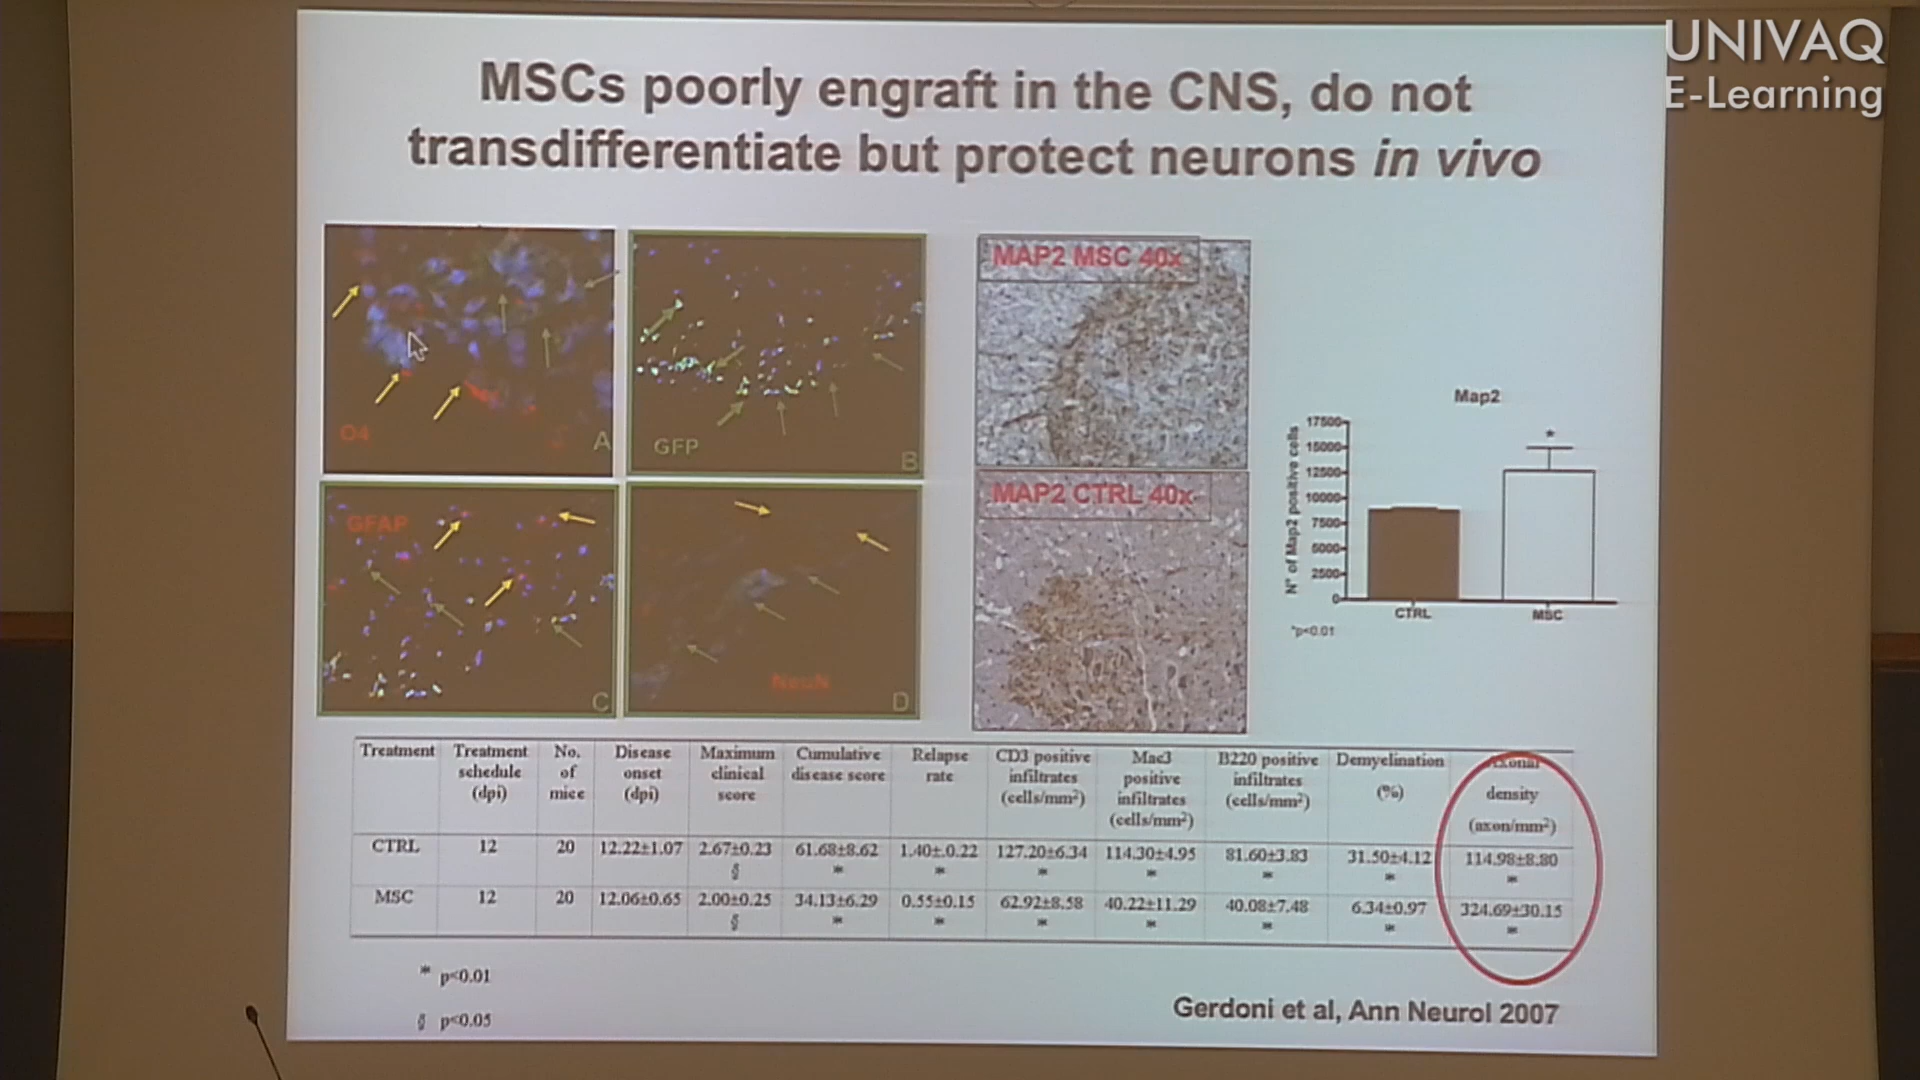 UNIVAQ
E-Learning
MSCs poorly engraft in the CNS, do not
transdifferentiate but protect neurons in vivo
O4
A
GFP
B
GFAP
C
NeuN
D
MAP2 MSC 40x
MAP2 CTRL 40x
Map2
N° of Map2 positive cells
17500
15000
12500
10000
7500
5000
2500
0
*
CTRL
MSC
*p<0.01
Treatment
Treatment schedule (dpi)
No. of mice
Disease onset (dpi)
Maximum clinical score
Cumulative disease score
Relapse rate
CD3 positive infiltrates (cells/mm²)
Mac3 positive infiltrates (cells/mm²)
B220 positive infiltrates (cells/mm²)
Demyelination (%)
Axonal density (axon/mm²)
CTRL 12 20 12.22±1.07 2.67±0.23 61.68±8.62 1.40±.0.22 127.20±6.34 114.30±4.95 81.60±3.83 31.50±4.12 114.98±8.80
§ * * * * * * *
MSC 12 20 12.06±0.65 2.00±0.25 34.13±6.29 0.55±0.15 62.92±8.58 40.22±11.29 40.08±7.48 6.34±0.97 324.69±30.15
§ * * * * * * *
* p<0.01
§ p<0.05
Gerdoni et al, Ann Neurol 2007